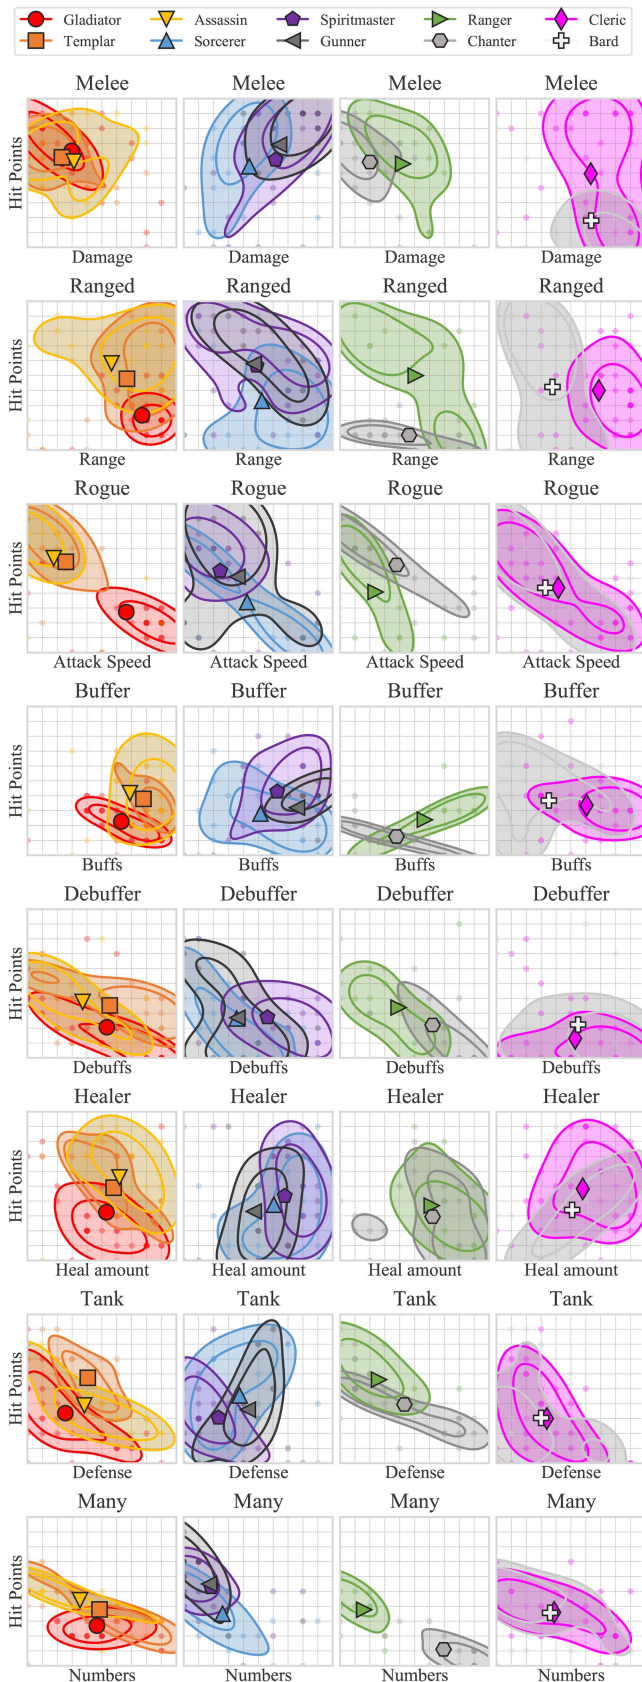 Gladiator Assassin Spiritmaster Ranger Cleric
Templar Sorcerer Gunner Chanter Bard
Melee Melee Melee Melee
Hit Points
Damage Damage Damage Damage
Ranged Ranged Ranged Ranged
Hit Points
Range Range Range Range
Rogue Rogue Rogue Rogue
Hit Points
Attack Speed Attack Speed Attack Speed Attack Speed
Buffer Buffer Buffer Buffer
Hit Points
Buffs Buffs Buffs Buffs
Debuffer Debuffer Debuffer Debuffer
Hit Points
Debuffs Debuffs Debuffs Debuffs
Healer Healer Healer Healer
Hit Points
Heal amount Heal amount Heal amount Heal amount
Tank Tank Tank Tank
Hit Points
Defense Defense Defense Defense
Many Many Many Many
Hit Points
Numbers Numbers Numbers Numbers